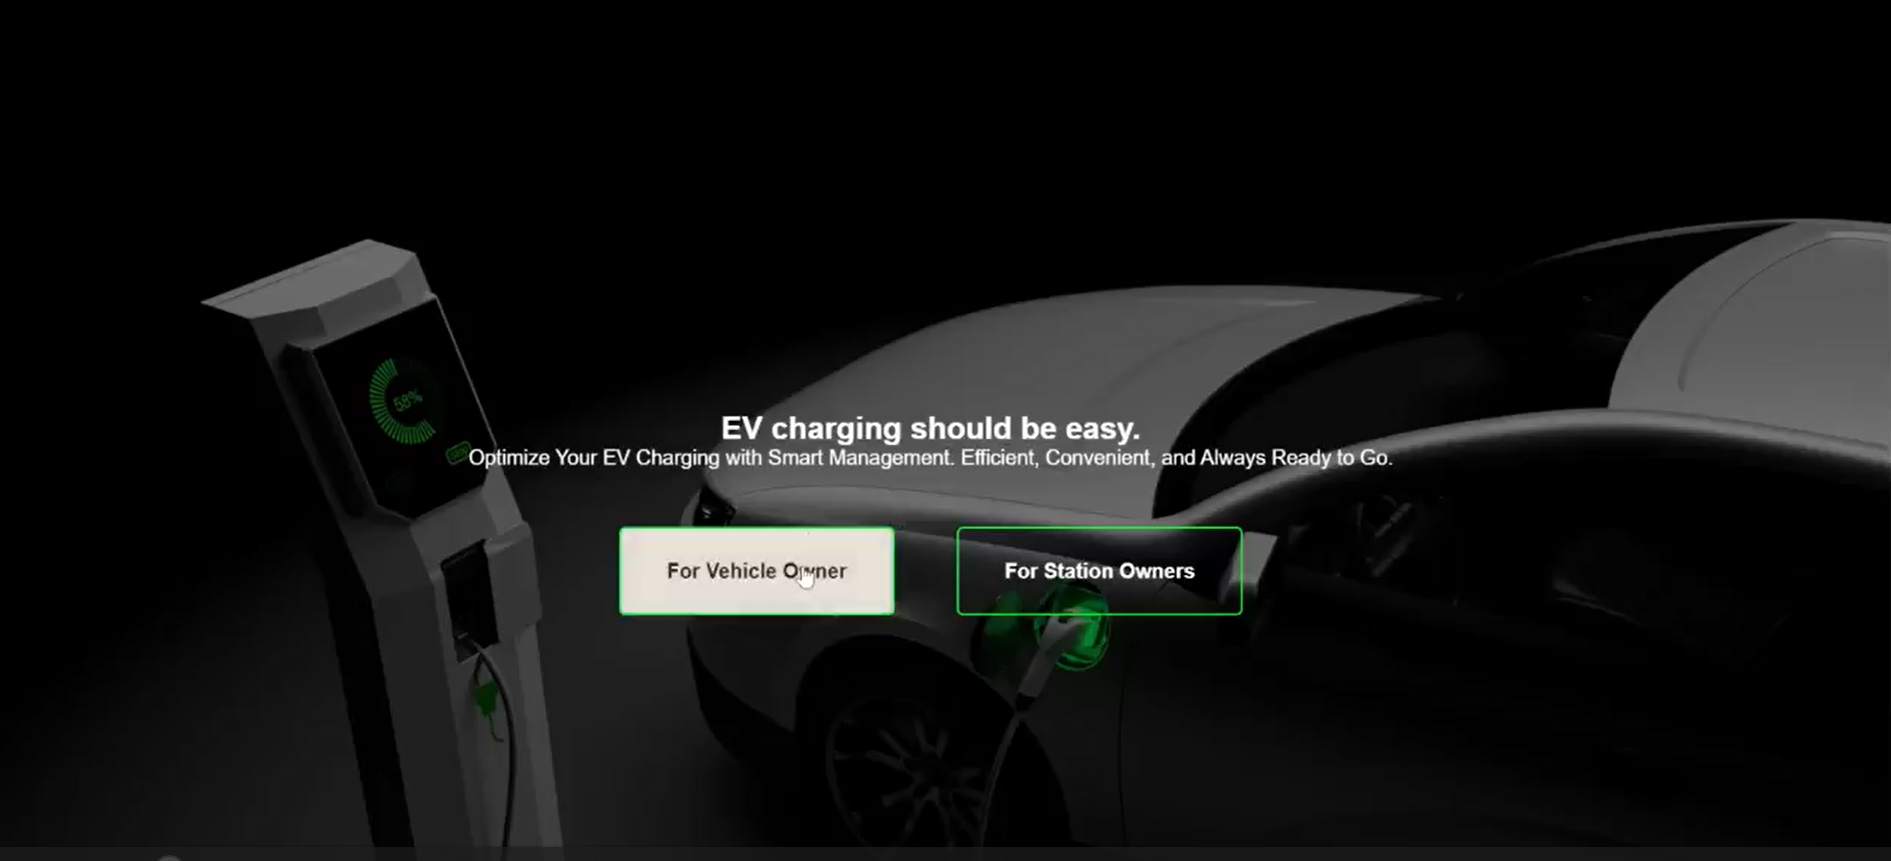 58%
EV charging should be easy.
Optimize Your EV Charging with Smart Management. Efficient, Convenient, and Always Ready to Go.
For Vehicle Owner
For Station Owners